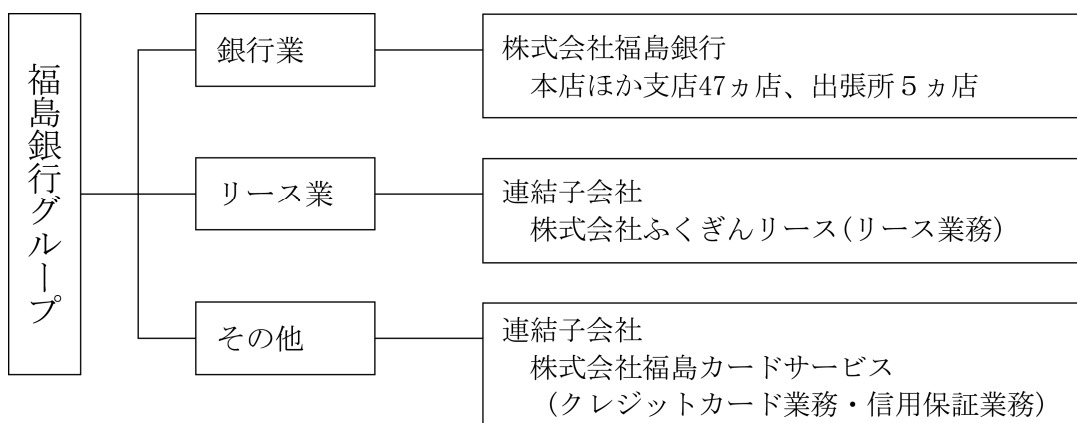 福島銀行グループ
銀行業
株式会社福島銀行
本店ほか支店47ヵ店、出張所５ヵ店
リース業
連結子会社
株式会社ふくぎんリース(リース業務)
その他
連結子会社
株式会社福島カードサービス
(クレジットカード業務・信用保証業務)